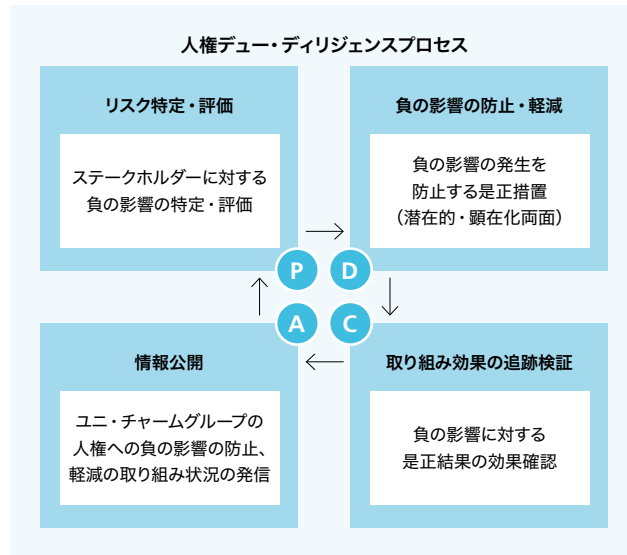 人権デュー・ディリジェンスプロセス
リスク特定・評価
ステークホルダーに対する
負の影響の特定・評価
P
負の影響の防止・軽減
負の影響の発生を
防止する是正措置
（潜在的・顕在化両面）
D
取り組み効果の追跡検証
負の影響に対する
是正結果の効果確認
C
情報公開
ユニ・チャームグループの
人権への負の影響の防止、
軽減の取り組み状況の発信
A